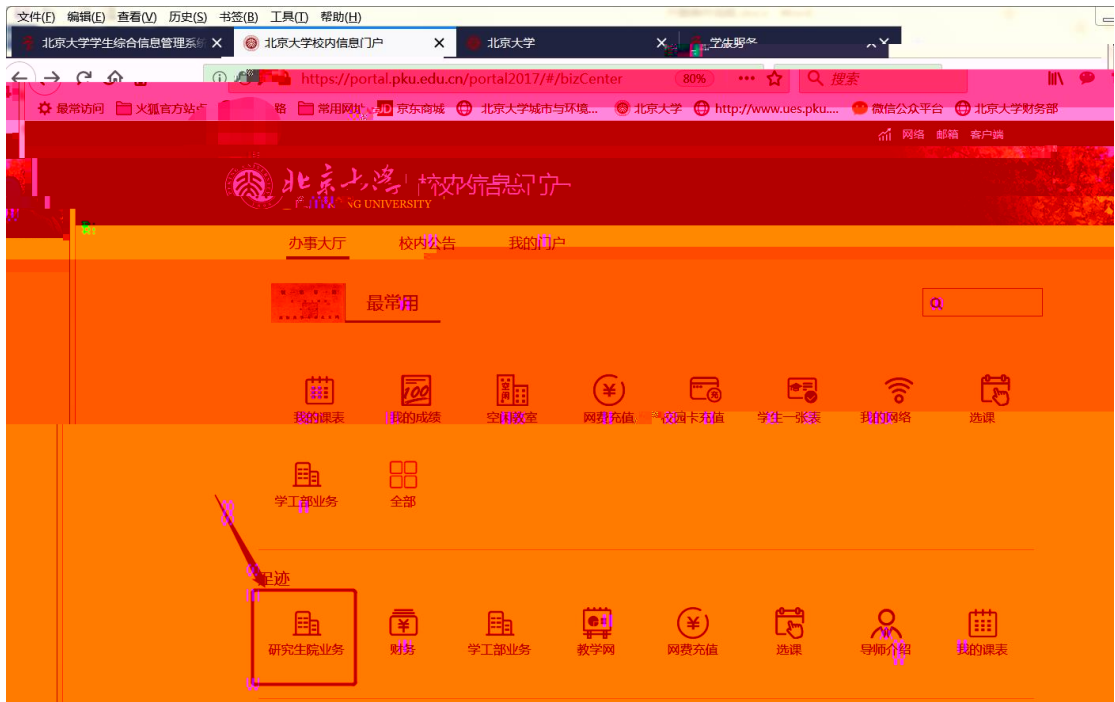 文件(F) 编辑(E) 查看(V) 历史(S) 书签(B) 工具(T) 帮助(H)
北京大学学生综合信息管理系统 × 北京大学校内信息门户 × 北京大学 ×
https://portal.pku.edu.cn/portal2017/#/bizCenter 80% 搜索
最常访问 火狐官方站点 常用网址 JD 京东商城 北京大学城市与环境... 北京大学 http://www.ues.pku.... 微信公众平台 北京大学财务部
网络 邮箱 客户端
北京大学 校内信息门户
UNIVERSITY
办事大厅 校内公告 我的门户
最常用
我的课表 我的成绩 空闲教室 网费充值 校园卡充值 学生一张表 我的网络 选课
学工部业务 全部
足迹
研究生院业务 财务 学工部业务 教学网 网费充值 选课 导师介绍 我的课表